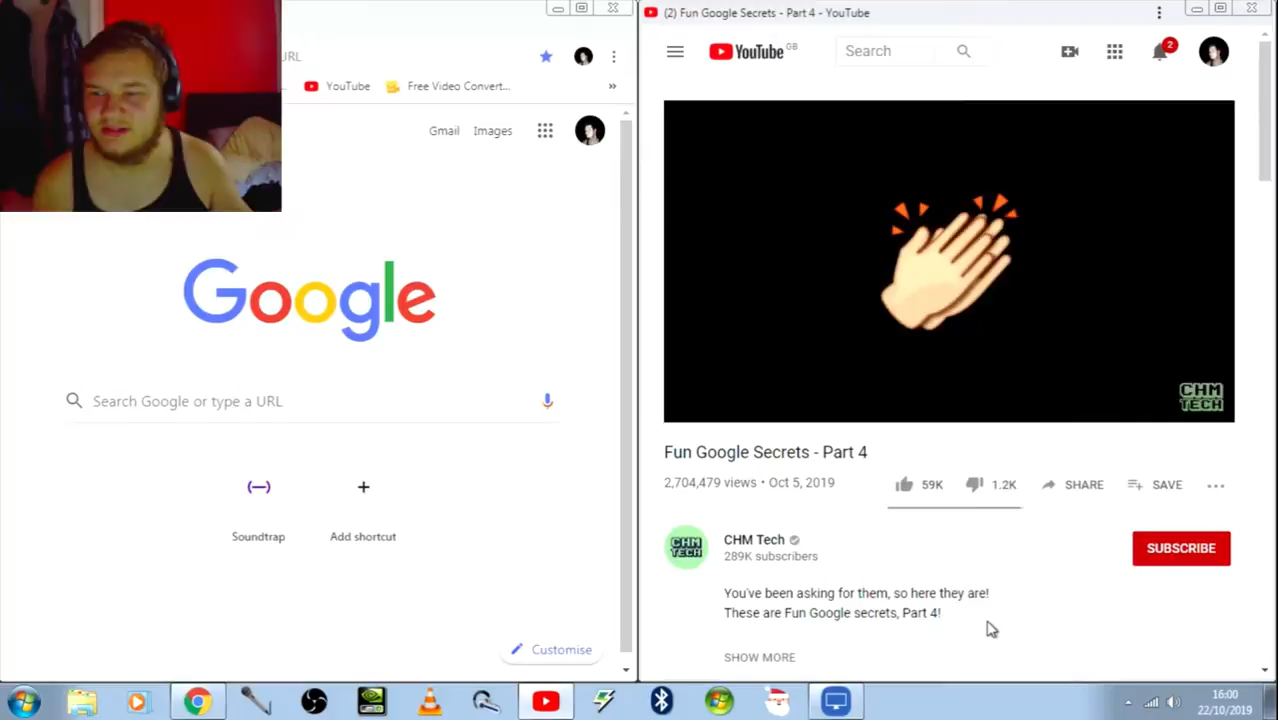 URL
YouTube
Free Video Convert...
»
Gmail
Images
Google
Search Google or type a URL
(—)
+
Soundtrap
Add shortcut
Customise
(2) Fun Google Secrets - Part 4 - YouTube
YouTube GB
Search
2
CHM
TECH
Fun Google Secrets - Part 4
2,704,479 views • Oct 5, 2019
59K
1.2K
SHARE
SAVE
CHM
TECH
CHM Tech
289K subscribers
SUBSCRIBE
You've been asking for them, so here they are!
These are Fun Google secrets, Part 4!
SHOW MORE
16:00
22/10/2019